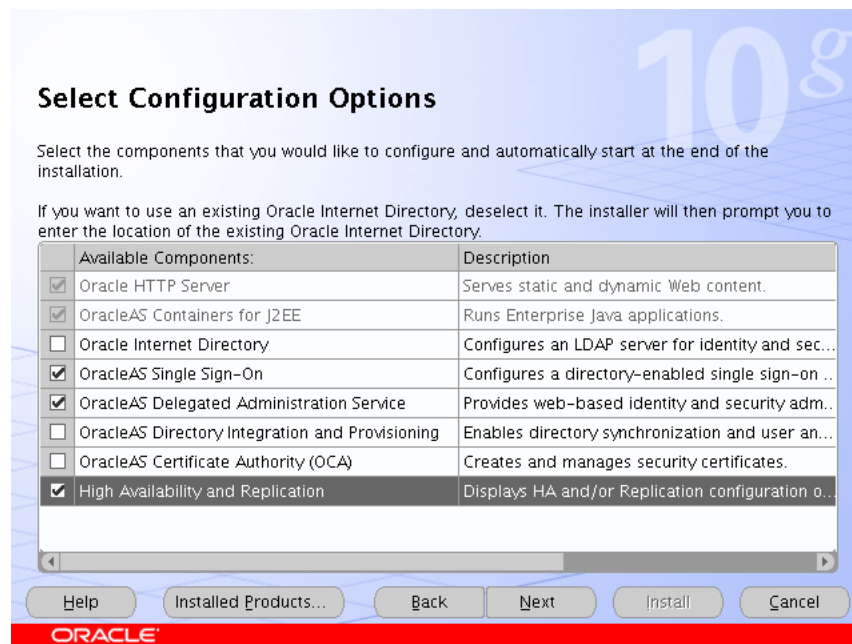 10g
Select Configuration Options
Select the components that you would like to configure and automatically start at the end of the
installation.
If you want to use an existing Oracle Internet Directory, deselect it. The installer will then prompt you to
enter the location of the existing Oracle Internet Directory.
Available Components: Description
Oracle HTTP Server Serves static and dynamic Web content.
OracleAS Containers for J2EE Runs Enterprise Java applications.
Oracle Internet Directory Configures an LDAP server for identity and sec...
OracleAS Single Sign-On Configures a directory-enabled single sign-on ..
OracleAS Delegated Administration Service Provides web-based identity and security adm..
OracleAS Directory Integration and Provisioning Enables directory synchronization and user an...
OracleAS Certificate Authority (OCA) Creates and manages security certificates.
High Availability and Replication Displays HA and/or Replication configuration o...
Help Installed Products... Back Next Install Cancel
ORACLE